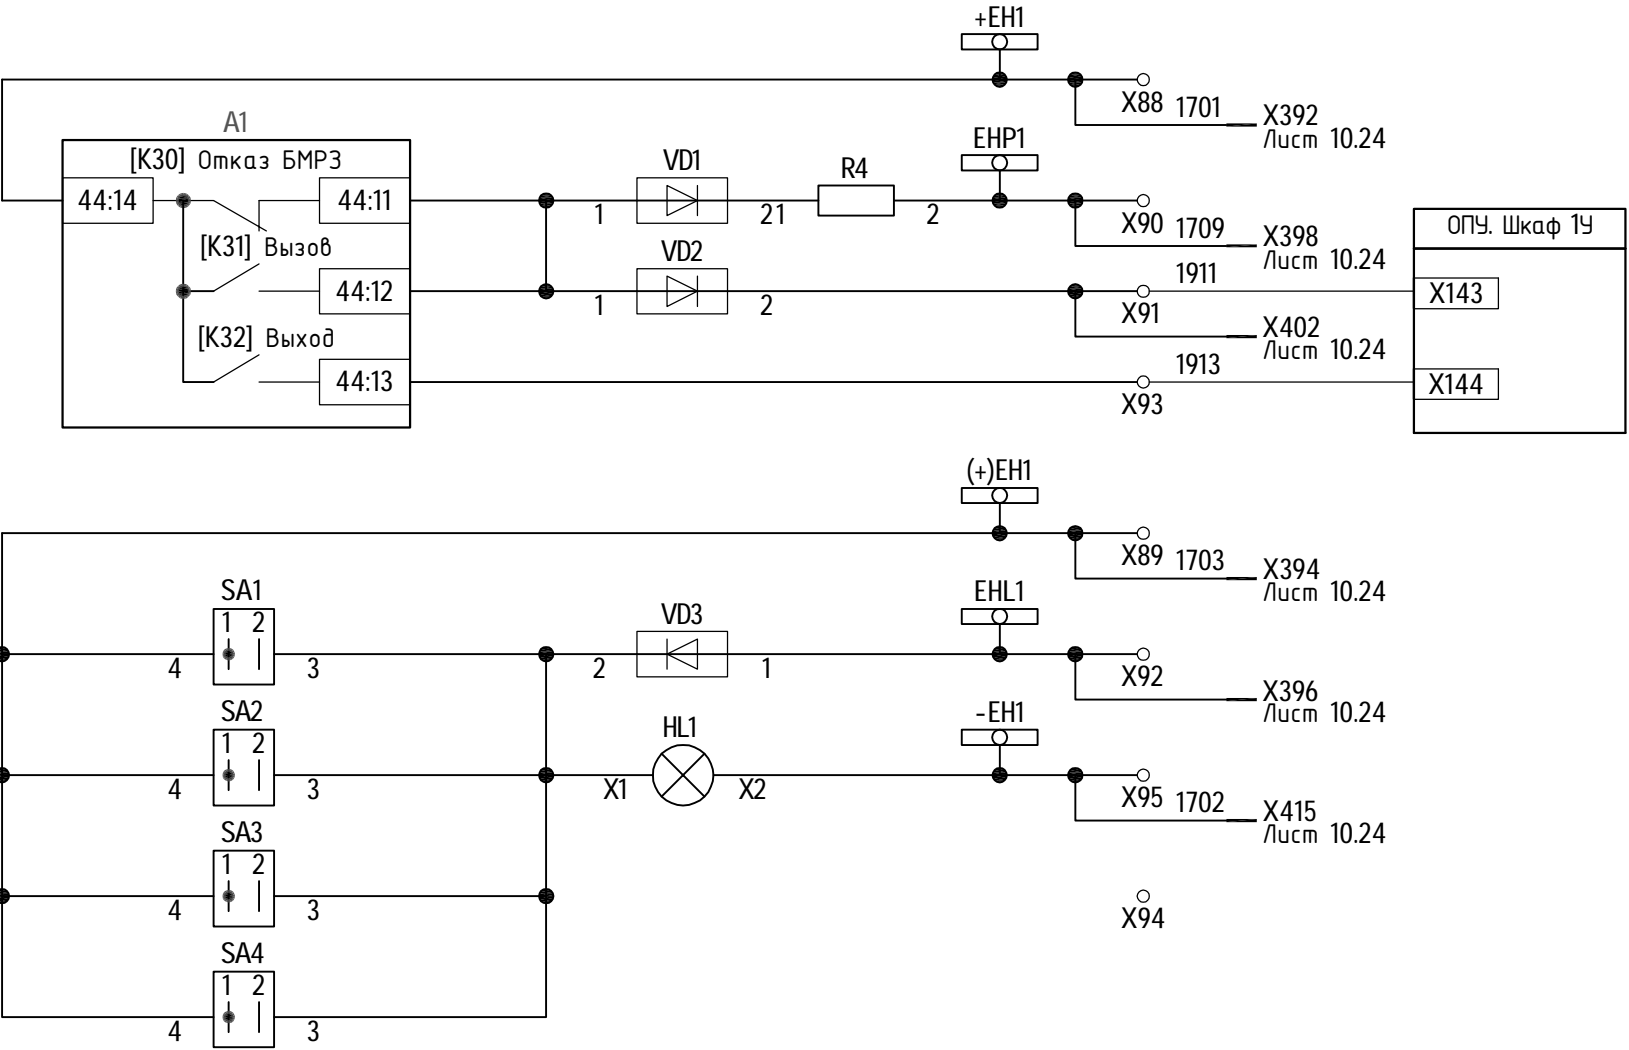 +EH1
X88 1701 X392
Лист 10.24
A1
[K30] Отказ БМРЗ
44:14
44:11
1
VD1
21
R4
2
EHP1
X90 1709 X398
Лист 10.24
ОПУ. Шкаф 1У
[K31] Вызов
44:12
1
VD2
2
X91
1911
X143
X402
Лист 10.24
[K32] Выход
44:13
X93
1913
X144
(+)EH1
X89 1703 X394
Лист 10.24
SA1
1 2
4
3
2
VD3
1
EHL1
X92
X396
Лист 10.24
SA2
1 2
4
3
X1
HL1
X2
-EH1
X95 1702 X415
Лист 10.24
SA3
1 2
4
3
X94
SA4
1 2
4
3